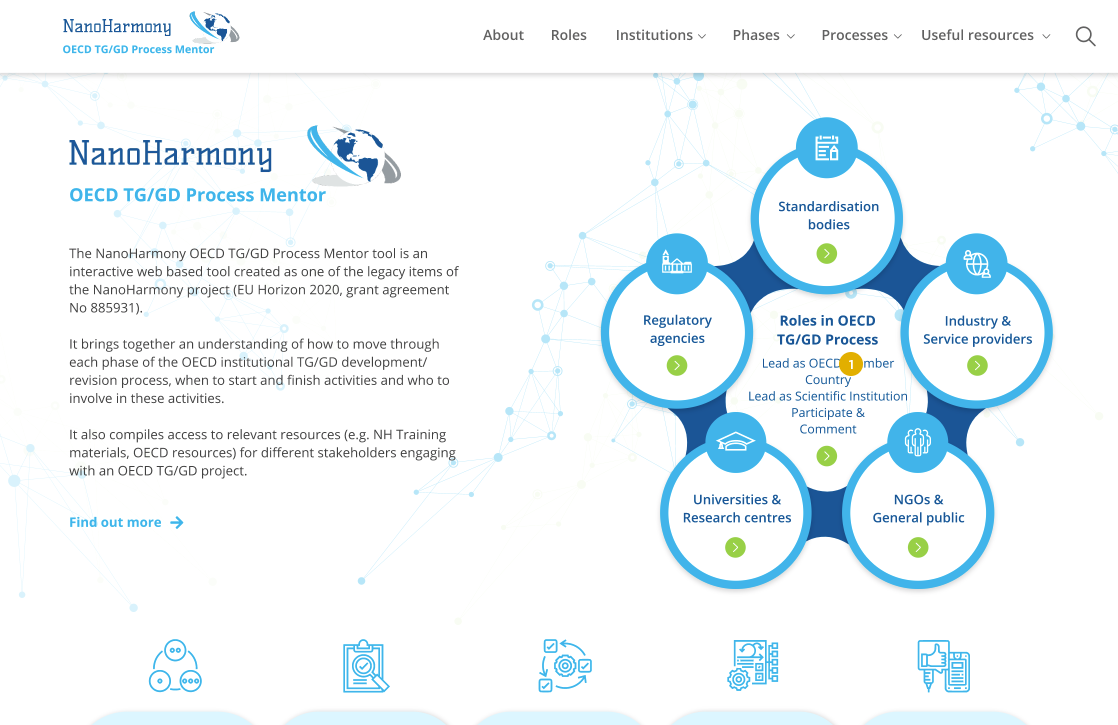 NanoHarmony
OECD TG/GD Process Mentor
About Roles Institutions Phases Processes Useful resources
NanoHarmony
OECD TG/GD Process Mentor
The NanoHarmony OECD TG/GD Process Mentor tool is an
interactive web based tool created as one of the legacy items of
the NanoHarmony project (EU Horizon 2020, grant agreement
No 885931).
It brings together an understanding of how to move through
each phase of the OECD institutional TG/GD development/
revision process, when to start and finish activities and who to
involve in these activities.
It also compiles access to relevant resources (e.g. NH Training
materials, OECD resources) for different stakeholders engaging
with an OECD TG/GD project.
Find out more
Standardisation
bodies
Regulatory
agencies
Industry &
Service providers
Roles in OECD
TG/GD Process
Lead as OECD 1 mber
Country
Lead as Scientific Institution
Participate &
Comment
Universities &
Research centres
NGOs &
General public